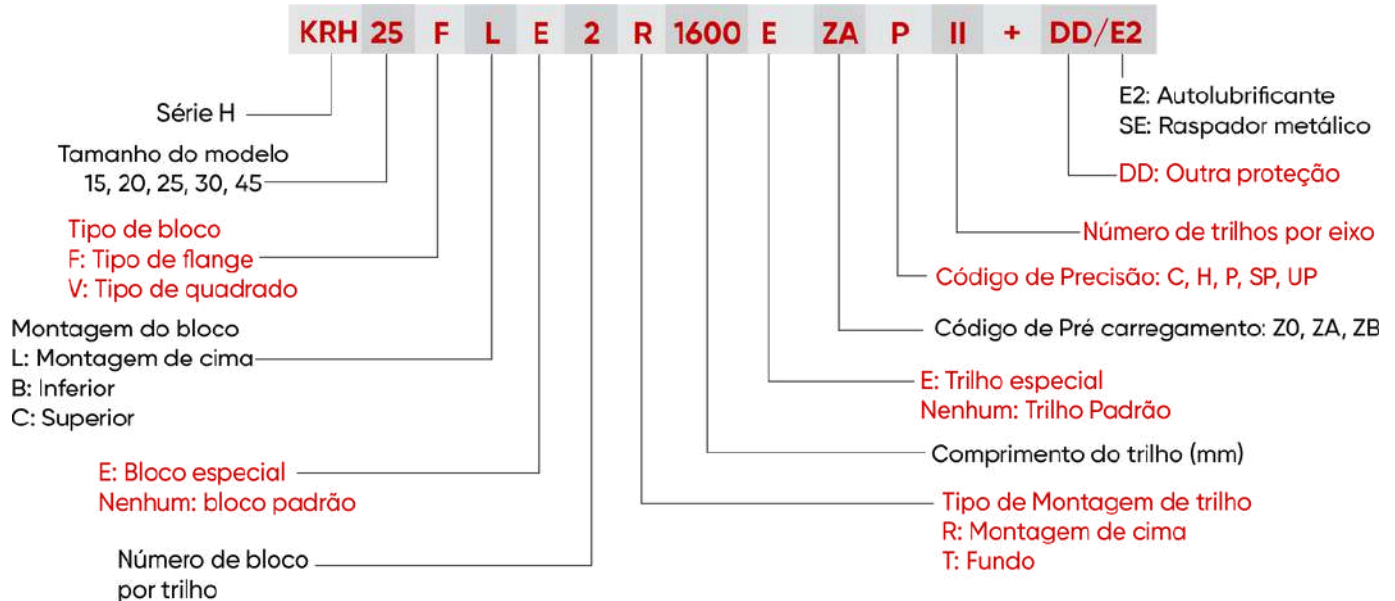 KRH 25 F L E 2 R 1600 E ZA P II + DD/E2
Série H
Tamanho do modelo
15, 20, 25, 30, 45
Tipo de bloco
F: Tipo de flange
V: Tipo de quadrado
Montagem do bloco
L: Montagem de cima
B: Inferior
C: Superior
E: Bloco especial
Nenhum: bloco padrão
Número de bloco
por trilho
E2: Autolubrificante
SE: Raspador metálico
DD: Outra proteção
Número de trilhos por eixo
Código de Precisão: C, H, P, SP, UP
Código de Pré carregamento: Z0, ZA, ZB
E: Trilho especial
Nenhum: Trilho Padrão
Comprimento do trilho (mm)
Tipo de Montagem de trilho
R: Montagem de cima
T: Fundo